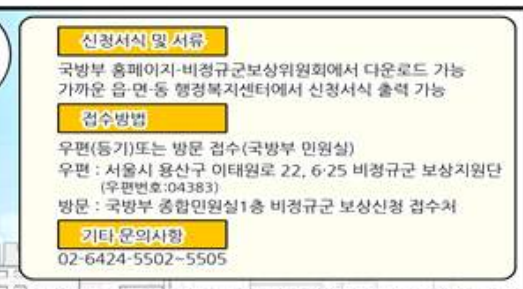 신청서식 및 서류
국방부 홈페이지-비정규군보상위원회에서 다운로드 가능
가까운 읍·면·동 행정복지센터에서 신청서식 출력 가능
접수방법
우편(등기)또는 방문 접수(국방부 민원실)
우편 : 서울시 용산구 이태원로 22, 6·25 비정규군 보상지원단
(우편번호:04383)
방문 : 국방부 종합민원실1층 비정규군 보상신청 접수처
기타 문의사항
02-6424-5502~5505